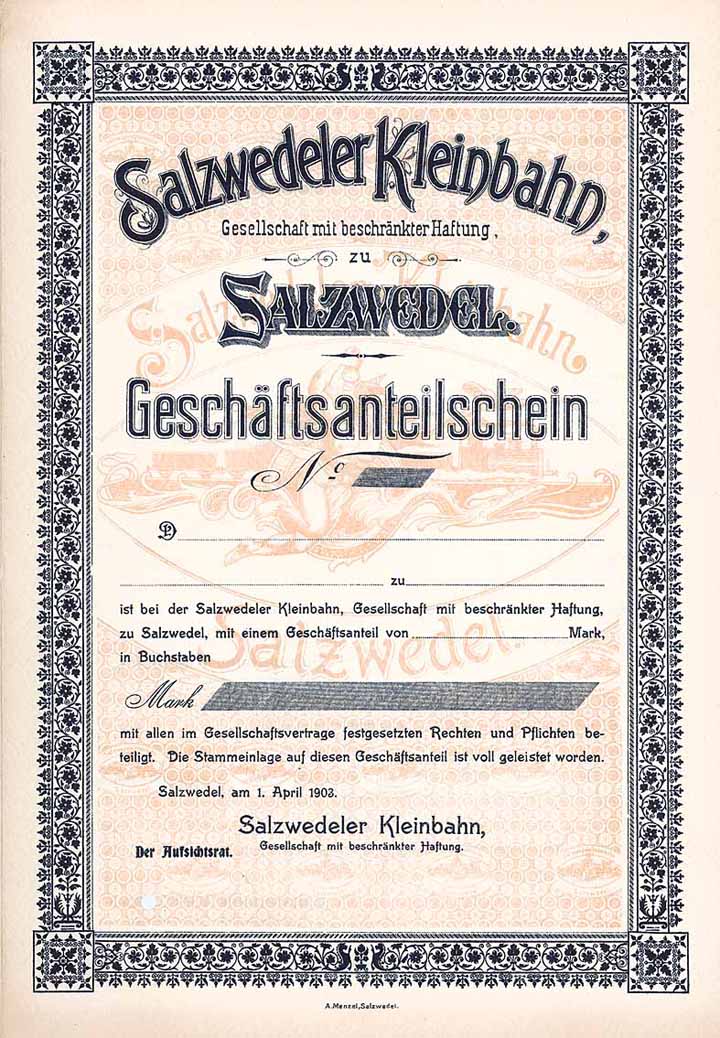 Salzwedeler Kleinbahn,
Gesellschaft mit beschränkter Haftung,
zu
SALZWEDEL.
Geschäftsanteilschein
No
D
zu
ist bei der Salzwedeler Kleinbahn, Gesellschaft mit beschränkter Haftung,
zu Salzwedel, mit einem Geschäftsanteil von Mark,
in Buchstaben
Mark
mit allen im Gesellschaftsvertrage festgesetzten Rechten und Pflichten be-
teiligt. Die Stammeinlage auf diesen Geschäftsanteil ist voll geleistet worden.
Salzwedel, am 1. April 1903.
Salzwedeler Kleinbahn,
Gesellschaft mit beschränkter Haftung.
Der Aufsichtsrat.
Salzwedeler Kleinbahn
Salzwedel.
A. Menzel, Salzwedel.